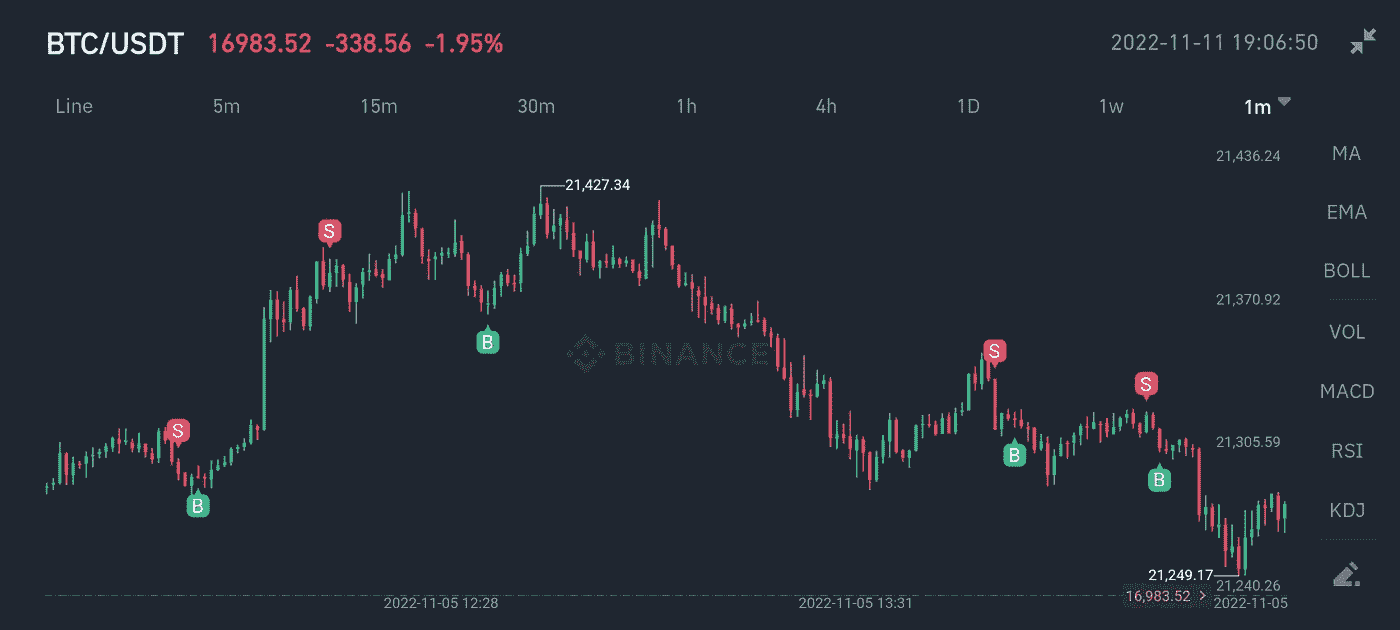 BTC/USDT 16983.52 -338.56 -1.95% 2022-11-11 19:06:50
Line 5m 15m 30m 1h 4h 1D 1w 1m
21,436.24 MA
21,427.34
EMA
S
BOLL
21,370.92
VOL
B
BINANCE
S
S
MACD
S
21,305.59
RSI
B
B
B
KDJ
21,249.17
21,240.26
16,983.52
2022-11-05 12:28 2022-11-05 13:31 2022-11-05